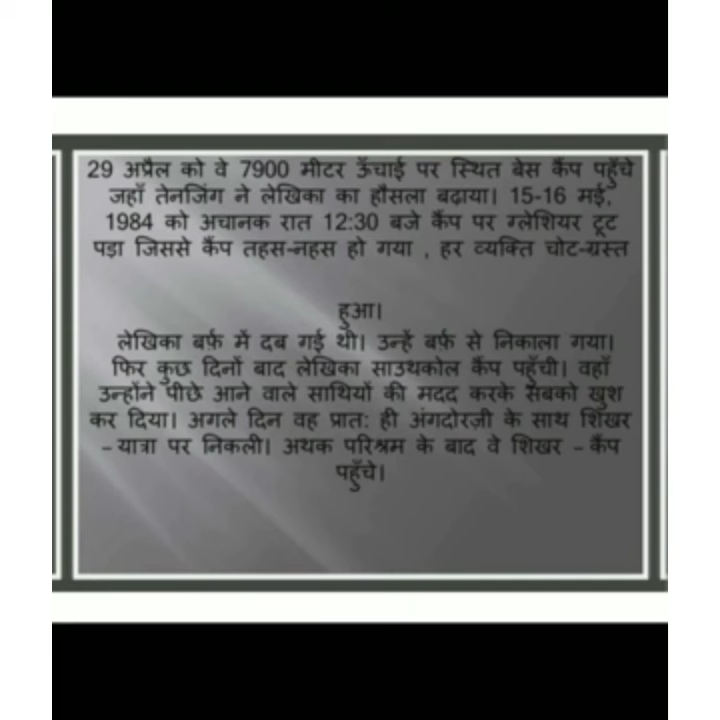 29 अप्रैल को वे 7900 मीटर ऊँचाई पर स्थित बेस कैंप पहुँचे
जहाँ तेनजिंग ने लेखिका का हौसला बढ़ाया। 15-16 मई,
1984 को अचानक रात 12:30 बजे कैंप पर ग्लेशियर टूट
पड़ा जिससे कैंप तहस-नहस हो गया , हर व्यक्ति चोट-ग्रस्त
हुआ।
लेखिका बर्फ़ में दब गई थी। उन्हें बर्फ़ से निकाला गया।
फिर कुछ दिनों बाद लेखिका साउथकोल कैंप पहुँची। वहाँ
उन्होंने पीछे आने वाले साथियों की मदद करके सबको खुश
कर दिया। अगले दिन वह प्रात: ही अंगदोरज़ी के साथ शिखर
– यात्रा पर निकली। अथक परिश्रम के बाद वे शिखर – कैंप
पहुँचे।